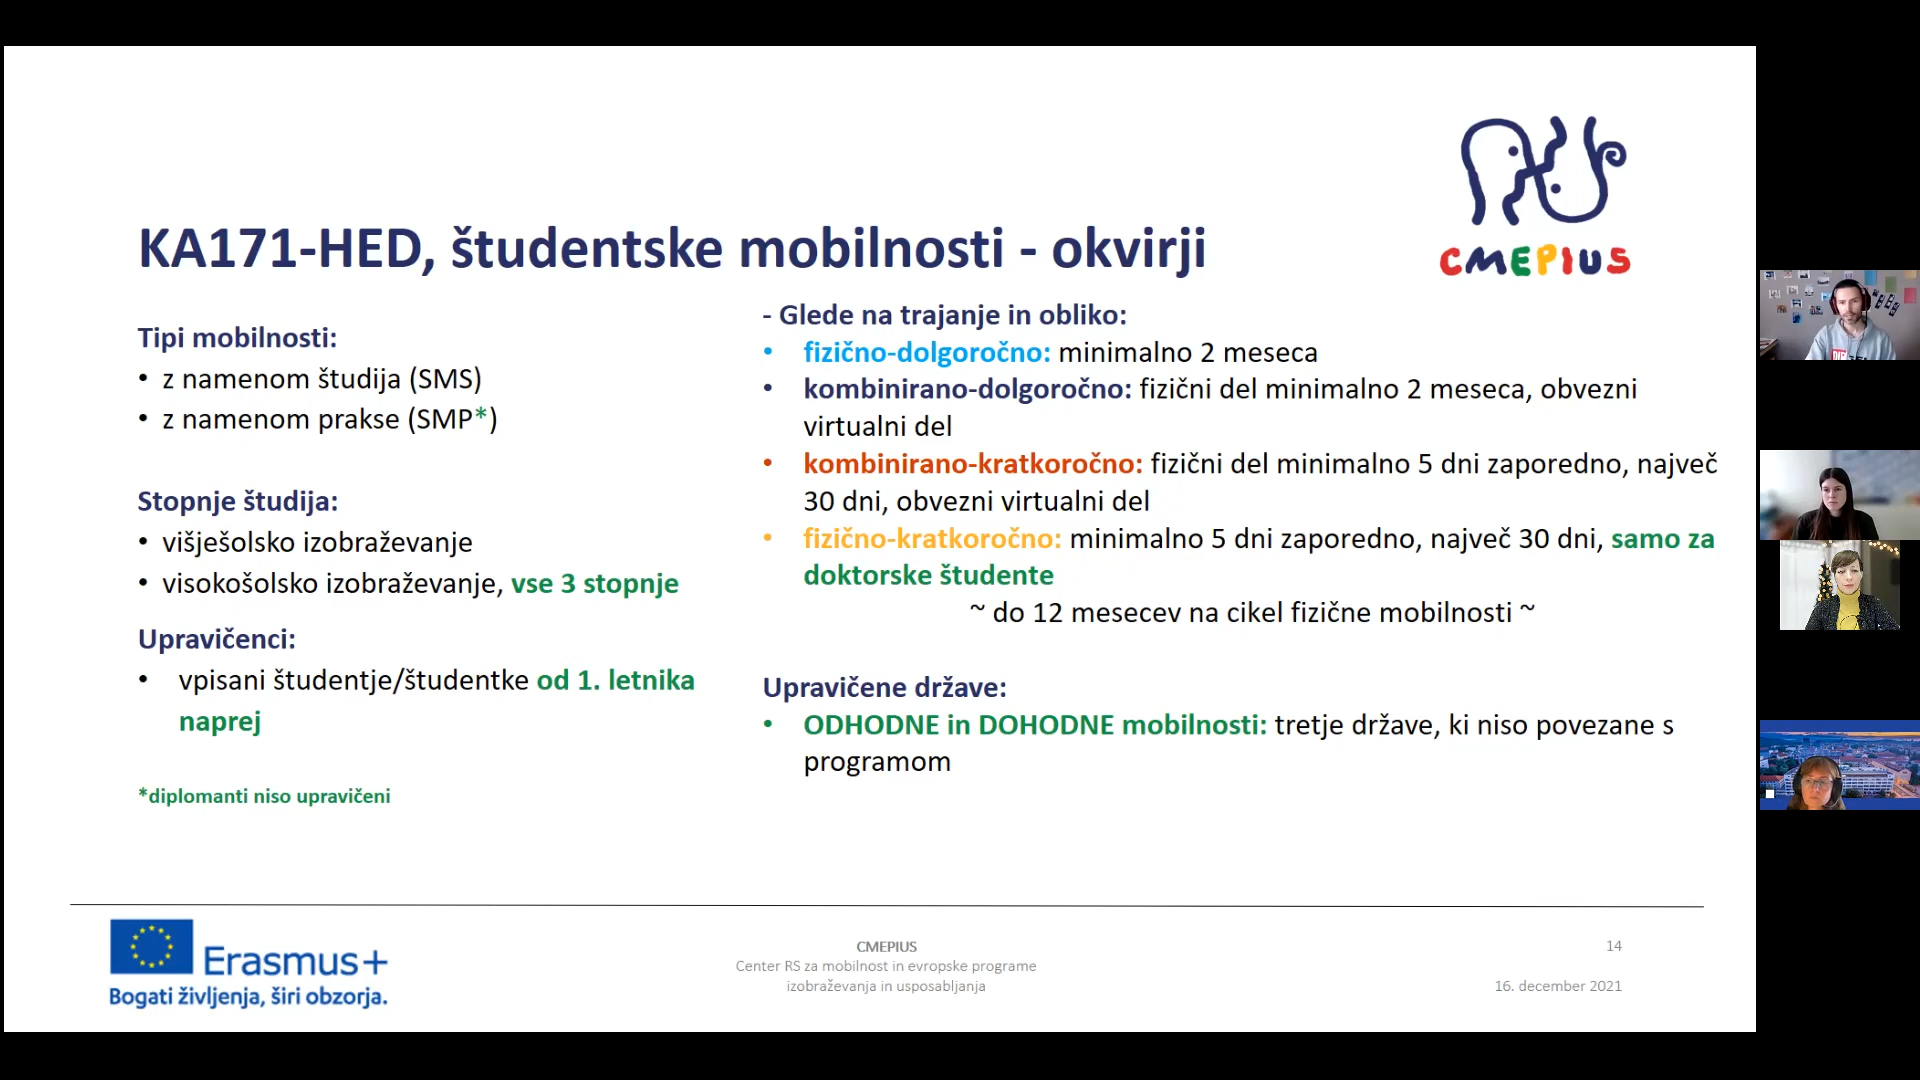 CMEPIUS
KA171-HED, študentske mobilnosti - okvirji
Tipi mobilnosti:
• z namenom študija (SMS)
• z namenom prakse (SMP*)
Stopnje študija:
• višješolsko izobraževanje
• visokošolsko izobraževanje, vse 3 stopnje
Upravičenci:
• vpisani študentje/študentke od 1. letnika
naprej
*diplomanti niso upravičeni
- Glede na trajanje in obliko:
• fizično-dolgoročno: minimalno 2 meseca
• kombinirano-dolgoročno: fizični del minimalno 2 meseca, obvezni
virtualni del
• kombinirano-kratkoročno: fizični del minimalno 5 dni zaporedno, največ
30 dni, obvezni virtualni del
• fizično-kratkoročno: minimalno 5 dni zaporedno, največ 30 dni, samo za
doktorske študente
~ do 12 mesecev na cikel fizične mobilnosti ~
Upravičene države:
• ODHODNE in DOHODNE mobilnosti: tretje države, ki niso povezane s
programom
Erasmus+
Bogati življenja, širi obzorja.
CMEPIUS
Center RS za mobilnost in evropske programe
izobraževanja in usposabljanja
14
16. december 2021